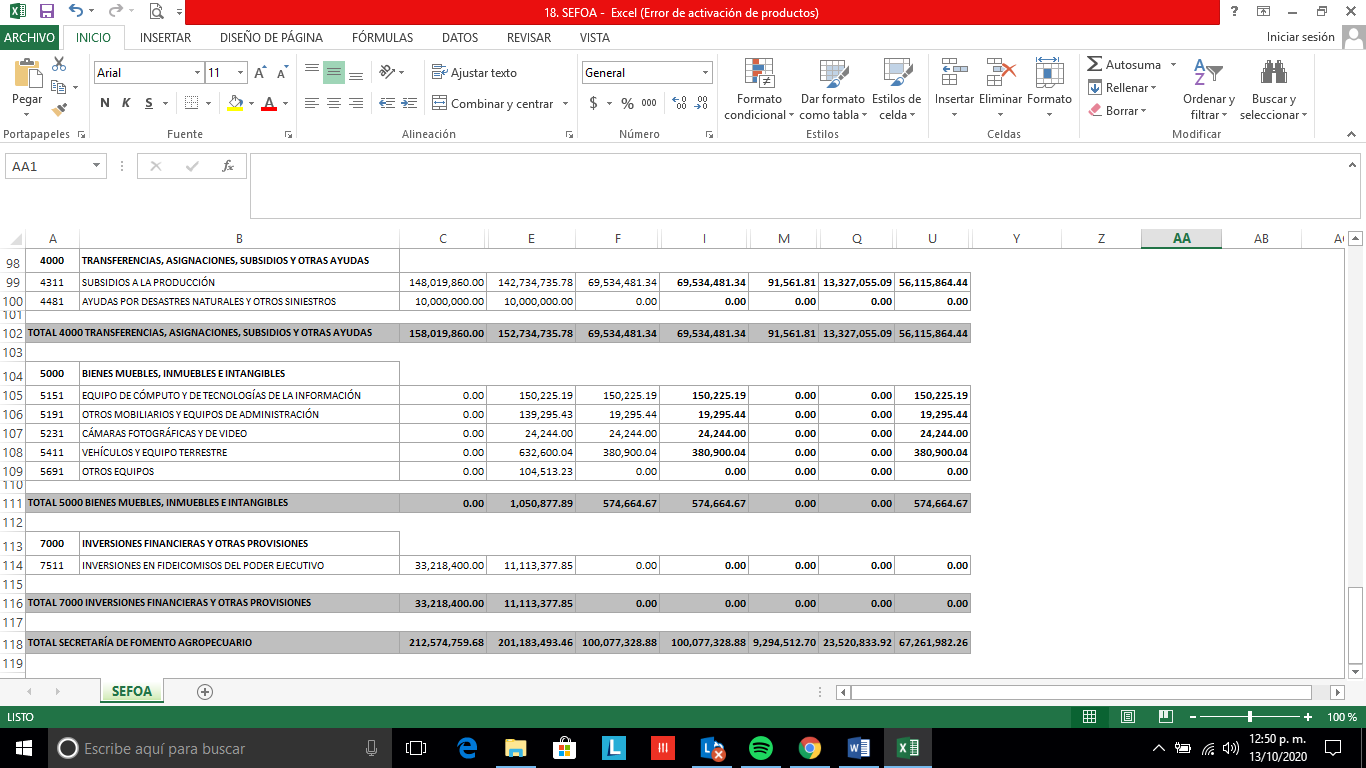 18. SEFOA - Excel (Error de activación de productos)
ARCHIVO INICIO INSERTAR DISEÑO DE PÁGINA FÓRMULAS DATOS REVISAR VISTA Iniciar sesión
Arial 11 Ajustar texto General Autosuma
Pegar Rellenar
N K S Combinar y centrar $ % 000 Formato condicional Dar formato como tabla Estilos de celda Insertar Eliminar Formato Borrar Ordenar y filtrar Buscar y seleccionar
Portapapeles Fuente Alineación Número Estilos Celdas Modificar
AA1 fx
A B C E F I M Q U Y Z AA AB
98 4000 TRANSFERENCIAS, ASIGNACIONES, SUBSIDIOS Y OTRAS AYUDAS
99 4311 SUBSIDIOS A LA PRODUCCIÓN 148,019,860.00 142,734,735.78 69,534,481.34 69,534,481.34 91,561.81 13,327,055.09 56,115,864.44
100 4481 AYUDAS POR DESASTRES NATURALES Y OTROS SINIESTROS 10,000,000.00 10,000,000.00 0.00 0.00 0.00 0.00 0.00
101
102 TOTAL 4000 TRANSFERENCIAS, ASIGNACIONES, SUBSIDIOS Y OTRAS AYUDAS 158,019,860.00 152,734,735.78 69,534,481.34 69,534,481.34 91,561.81 13,327,055.09 56,115,864.44
103
104 5000 BIENES MUEBLES, INMUEBLES E INTANGIBLES
105 5151 EQUIPO DE CÓMPUTO Y DE TECNOLOGÍAS DE LA INFORMACIÓN 0.00 150,225.19 150,225.19 150,225.19 0.00 0.00 150,225.19
106 5191 OTROS MOBILIARIOS Y EQUIPOS DE ADMINISTRACIÓN 0.00 139,295.43 19,295.44 19,295.44 0.00 0.00 19,295.44
107 5231 CÁMARAS FOTOGRÁFICAS Y DE VIDEO 0.00 24,244.00 24,244.00 24,244.00 0.00 0.00 24,244.00
108 5411 VEHÍCULOS Y EQUIPO TERRESTRE 0.00 632,600.04 380,900.04 380,900.04 0.00 0.00 380,900.04
109 5691 OTROS EQUIPOS 0.00 104,513.23 0.00 0.00 0.00 0.00 0.00
110
111 TOTAL 5000 BIENES MUEBLES, INMUEBLES E INTANGIBLES 0.00 1,050,877.89 574,664.67 574,664.67 0.00 0.00 574,664.67
112
113 7000 INVERSIONES FINANCIERAS Y OTRAS PROVISIONES
114 7511 INVERSIONES EN FIDEICOMISOS DEL PODER EJECUTIVO 33,218,400.00 11,113,377.85 0.00 0.00 0.00 0.00 0.00
115
116 TOTAL 7000 INVERSIONES FINANCIERAS Y OTRAS PROVISIONES 33,218,400.00 11,113,377.85 0.00 0.00 0.00 0.00 0.00
117
118 TOTAL SECRETARÍA DE FOMENTO AGROPECUARIO 212,574,759.68 201,183,493.46 100,077,328.88 100,077,328.88 9,294,512.70 23,520,833.92 67,261,982.26
119
SEFOA
LISTO 100 %
Escribe aquí para buscar 12:50 p. m.
13/10/2020